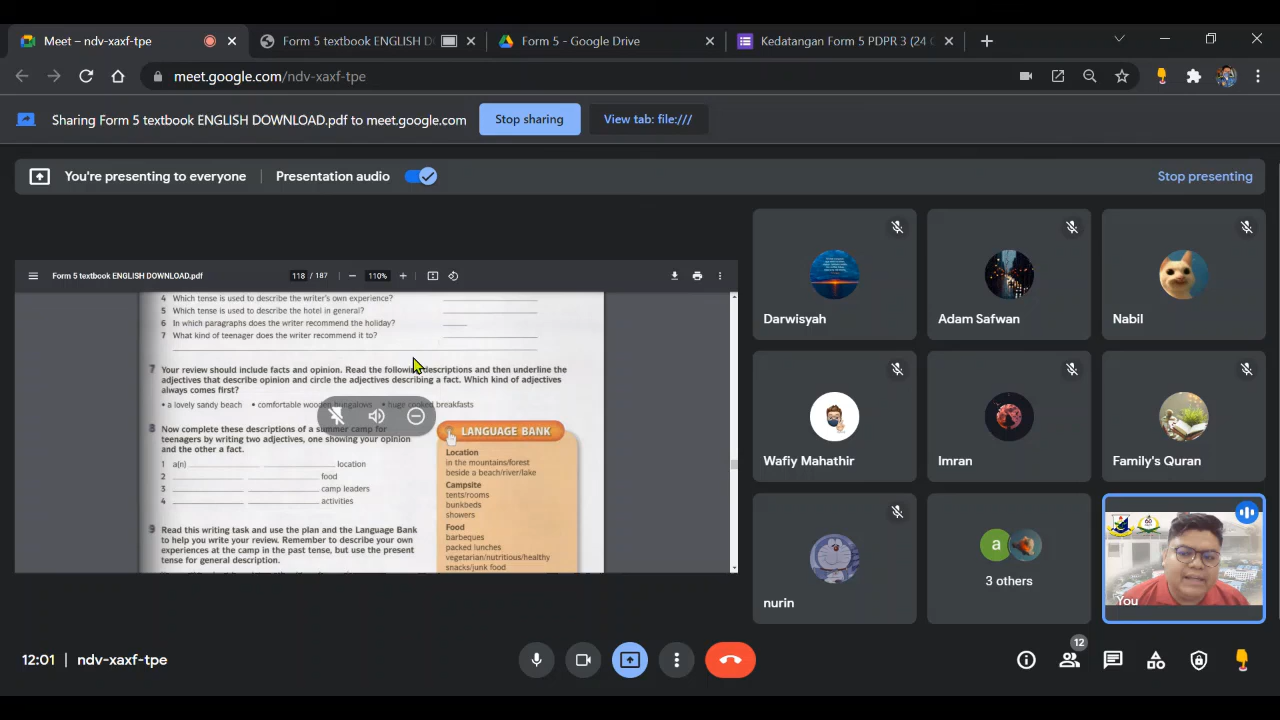 Meet – ndv-xaxf-tpe
Form 5 textbook ENGLISH D
Form 5 - Google Drive
Kedatangan Form 5 PDPR 3 (24 
meet.google.com/ndv-xaxf-tpe
Sharing Form 5 textbook ENGLISH DOWNLOAD.pdf to meet.google.com
Stop sharing
View tab: file:///
You're presenting to everyone
Presentation audio
Stop presenting
Form 5 textbook ENGLISH DOWNLOAD.pdf
118 / 187
110%
4 Which tense is used to describe the writer's own experience?
5 Which tense is used to describe the hotel in general?
6 In which paragraphs does the writer recommend the holiday?
7 What kind of teenager does the writer recommend it to?
7 Your review should include facts and opinion. Read the following descriptions and then underline the
adjectives that describe opinion and circle the adjectives describing a fact. Which kind of adjectives
always comes first?
• a lovely sandy beach • comfortable wooden bungalows • huge cooked breakfasts
8 Now complete these descriptions of a summer camp for
teenagers by writing two adjectives, one showing your opinion
and the other a fact.
1 a(n) location
2 food
3 camp leaders
4 activities
9 Read this writing task and use the plan and the Language Bank
to help you write your review. Remember to describe your own
experiences at the camp in the past tense, but use the present
tense for general description.
LANGUAGE BANK
Location
in the mountains/forest
beside a beach/river/lake
Campsite
tents/rooms
bunkbeds
showers
Food
barbeques
packed lunches
vegetarian/nutritious/healthy
snacks/junk food
Darwisyah
Adam Safwan
Nabil
Wafiy Mahathir
Imran
Family's Quran
nurin
a
3 others
You
12:01 | ndv-xaxf-tpe
12